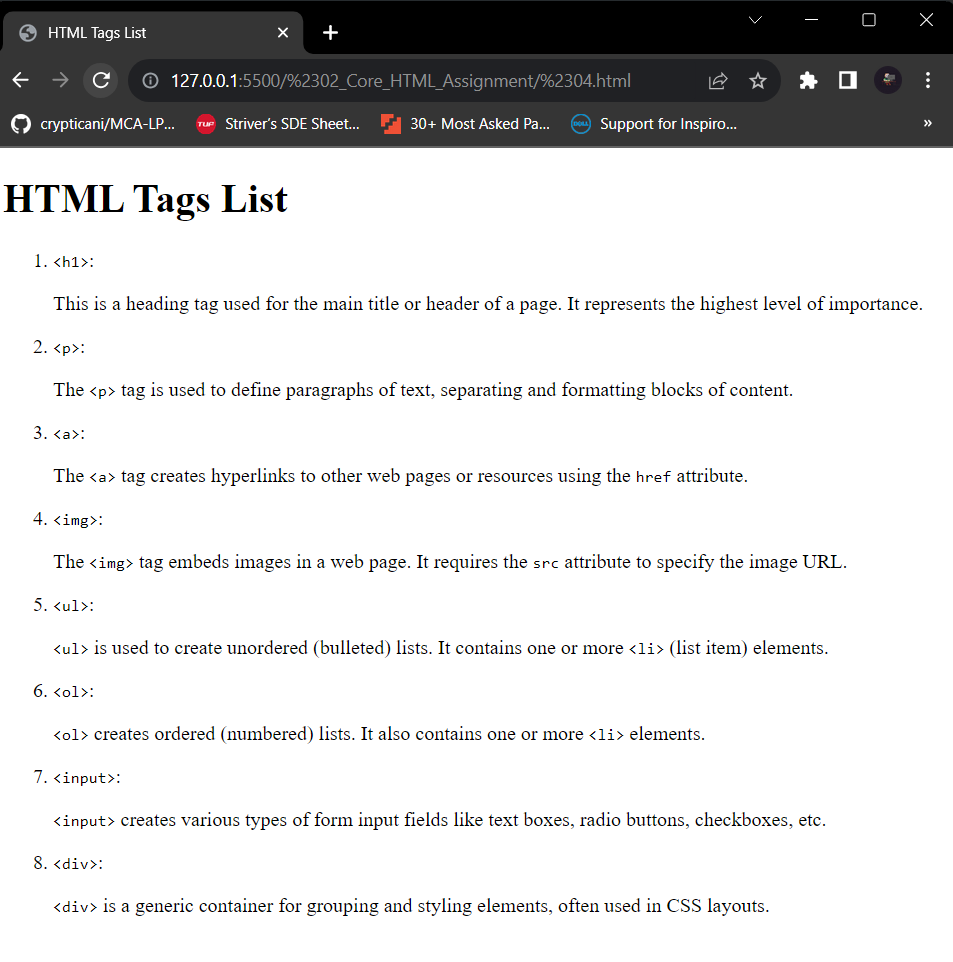 HTML Tags List
127.0.0.1:5500/%2302_Core_HTML_Assignment/%2304.html
crypticani/MCA-LP... TUF Striver's SDE Sheet... 30+ Most Asked Pa... DELL Support for Inspiro... »
HTML Tags List
1. <h1>:
This is a heading tag used for the main title or header of a page. It represents the highest level of importance.
2. <p>:
The <p> tag is used to define paragraphs of text, separating and formatting blocks of content.
3. <a>:
The <a> tag creates hyperlinks to other web pages or resources using the href attribute.
4. <img>:
The <img> tag embeds images in a web page. It requires the src attribute to specify the image URL.
5. <ul>:
<ul> is used to create unordered (bulleted) lists. It contains one or more <li> (list item) elements.
6. <ol>:
<ol> creates ordered (numbered) lists. It also contains one or more <li> elements.
7. <input>:
<input> creates various types of form input fields like text boxes, radio buttons, checkboxes, etc.
8. <div>:
<div> is a generic container for grouping and styling elements, often used in CSS layouts.